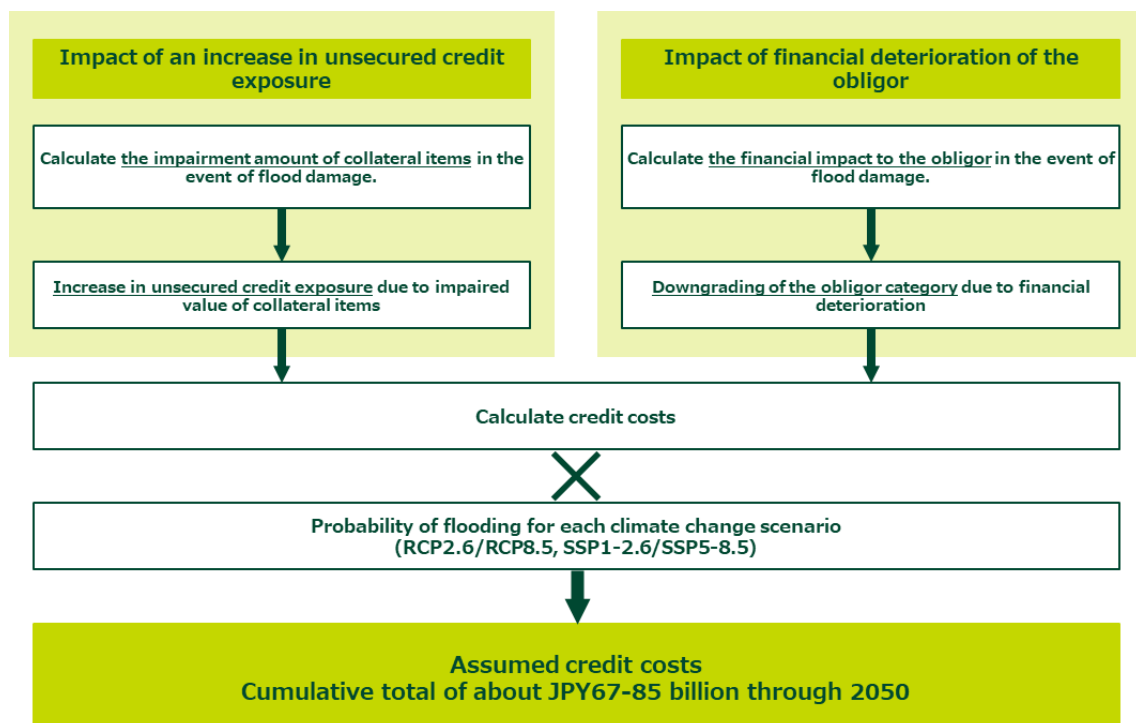 Impact of an increase in unsecured credit
exposure
Calculate the impairment amount of collateral items in the
event of flood damage.
Increase in unsecured credit exposure due to impaired
value of collateral items
Impact of financial deterioration of the
obligor
Calculate the financial impact to the obligor in the event of
flood damage.
Downgrading of the obligor category due to financial
deterioration
Calculate credit costs
Probability of flooding for each climate change scenario
(RCP2.6/RCP8.5, SSP1-2.6/SSP5-8.5)
Assumed credit costs
Cumulative total of about JPY67-85 billion through 2050